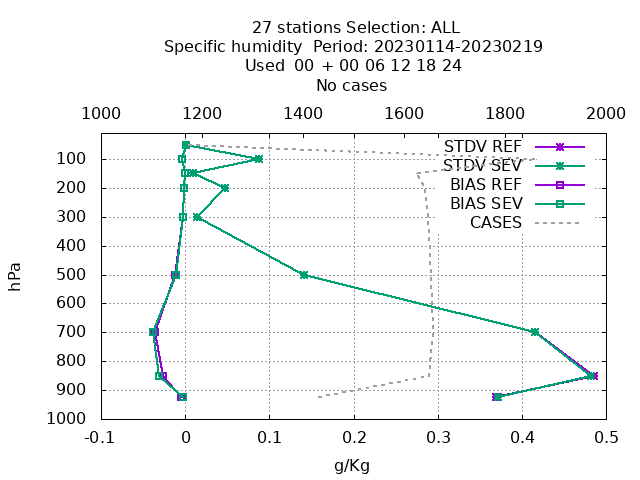 27 stations Selection: ALL
Specific humidity  Period: 20230114-20230219
Used  00 + 00 06 12 18 24
No cases
1000 1200 1400 1600 1800 2000
STDV REF
STDV SEV
BIAS REF
BIAS SEV
CASES
100
200
300
400
500
600
700
800
900
1000
hPa
-0.1 0 0.1 0.2 0.3 0.4 0.5
g/Kg